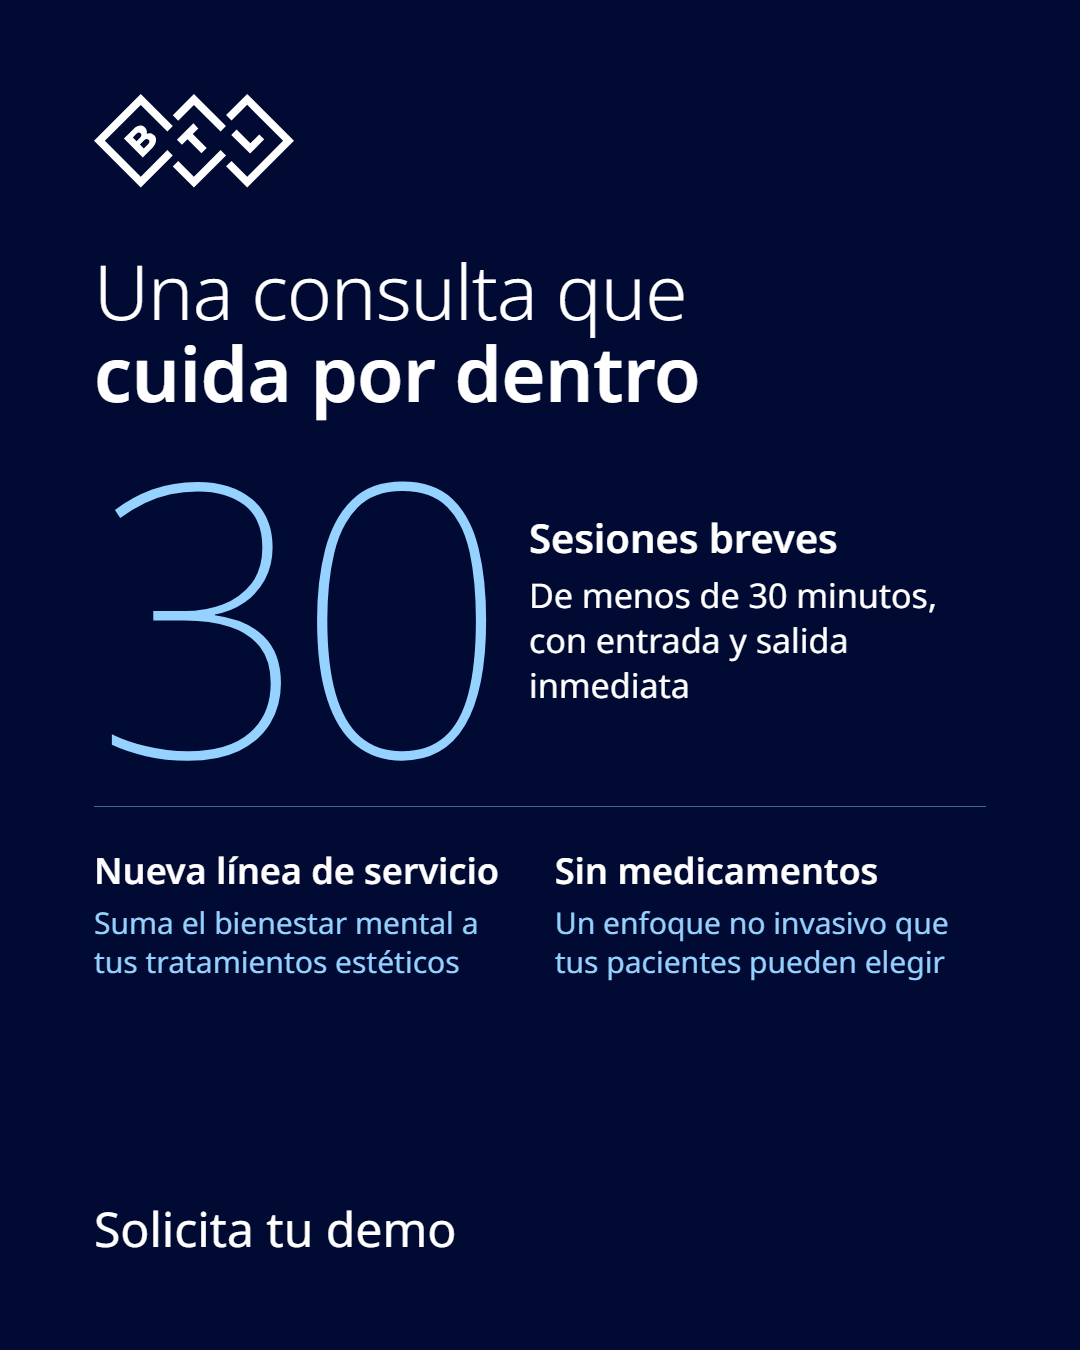 BTL
Una consulta que
cuida por dentro
30
Sesiones breves
De menos de 30 minutos,
con entrada y salida
inmediata
Nueva línea de servicio
Suma el bienestar mental a
tus tratamientos estéticos
Sin medicamentos
Un enfoque no invasivo que
tus pacientes pueden elegir
Solicita tu demo